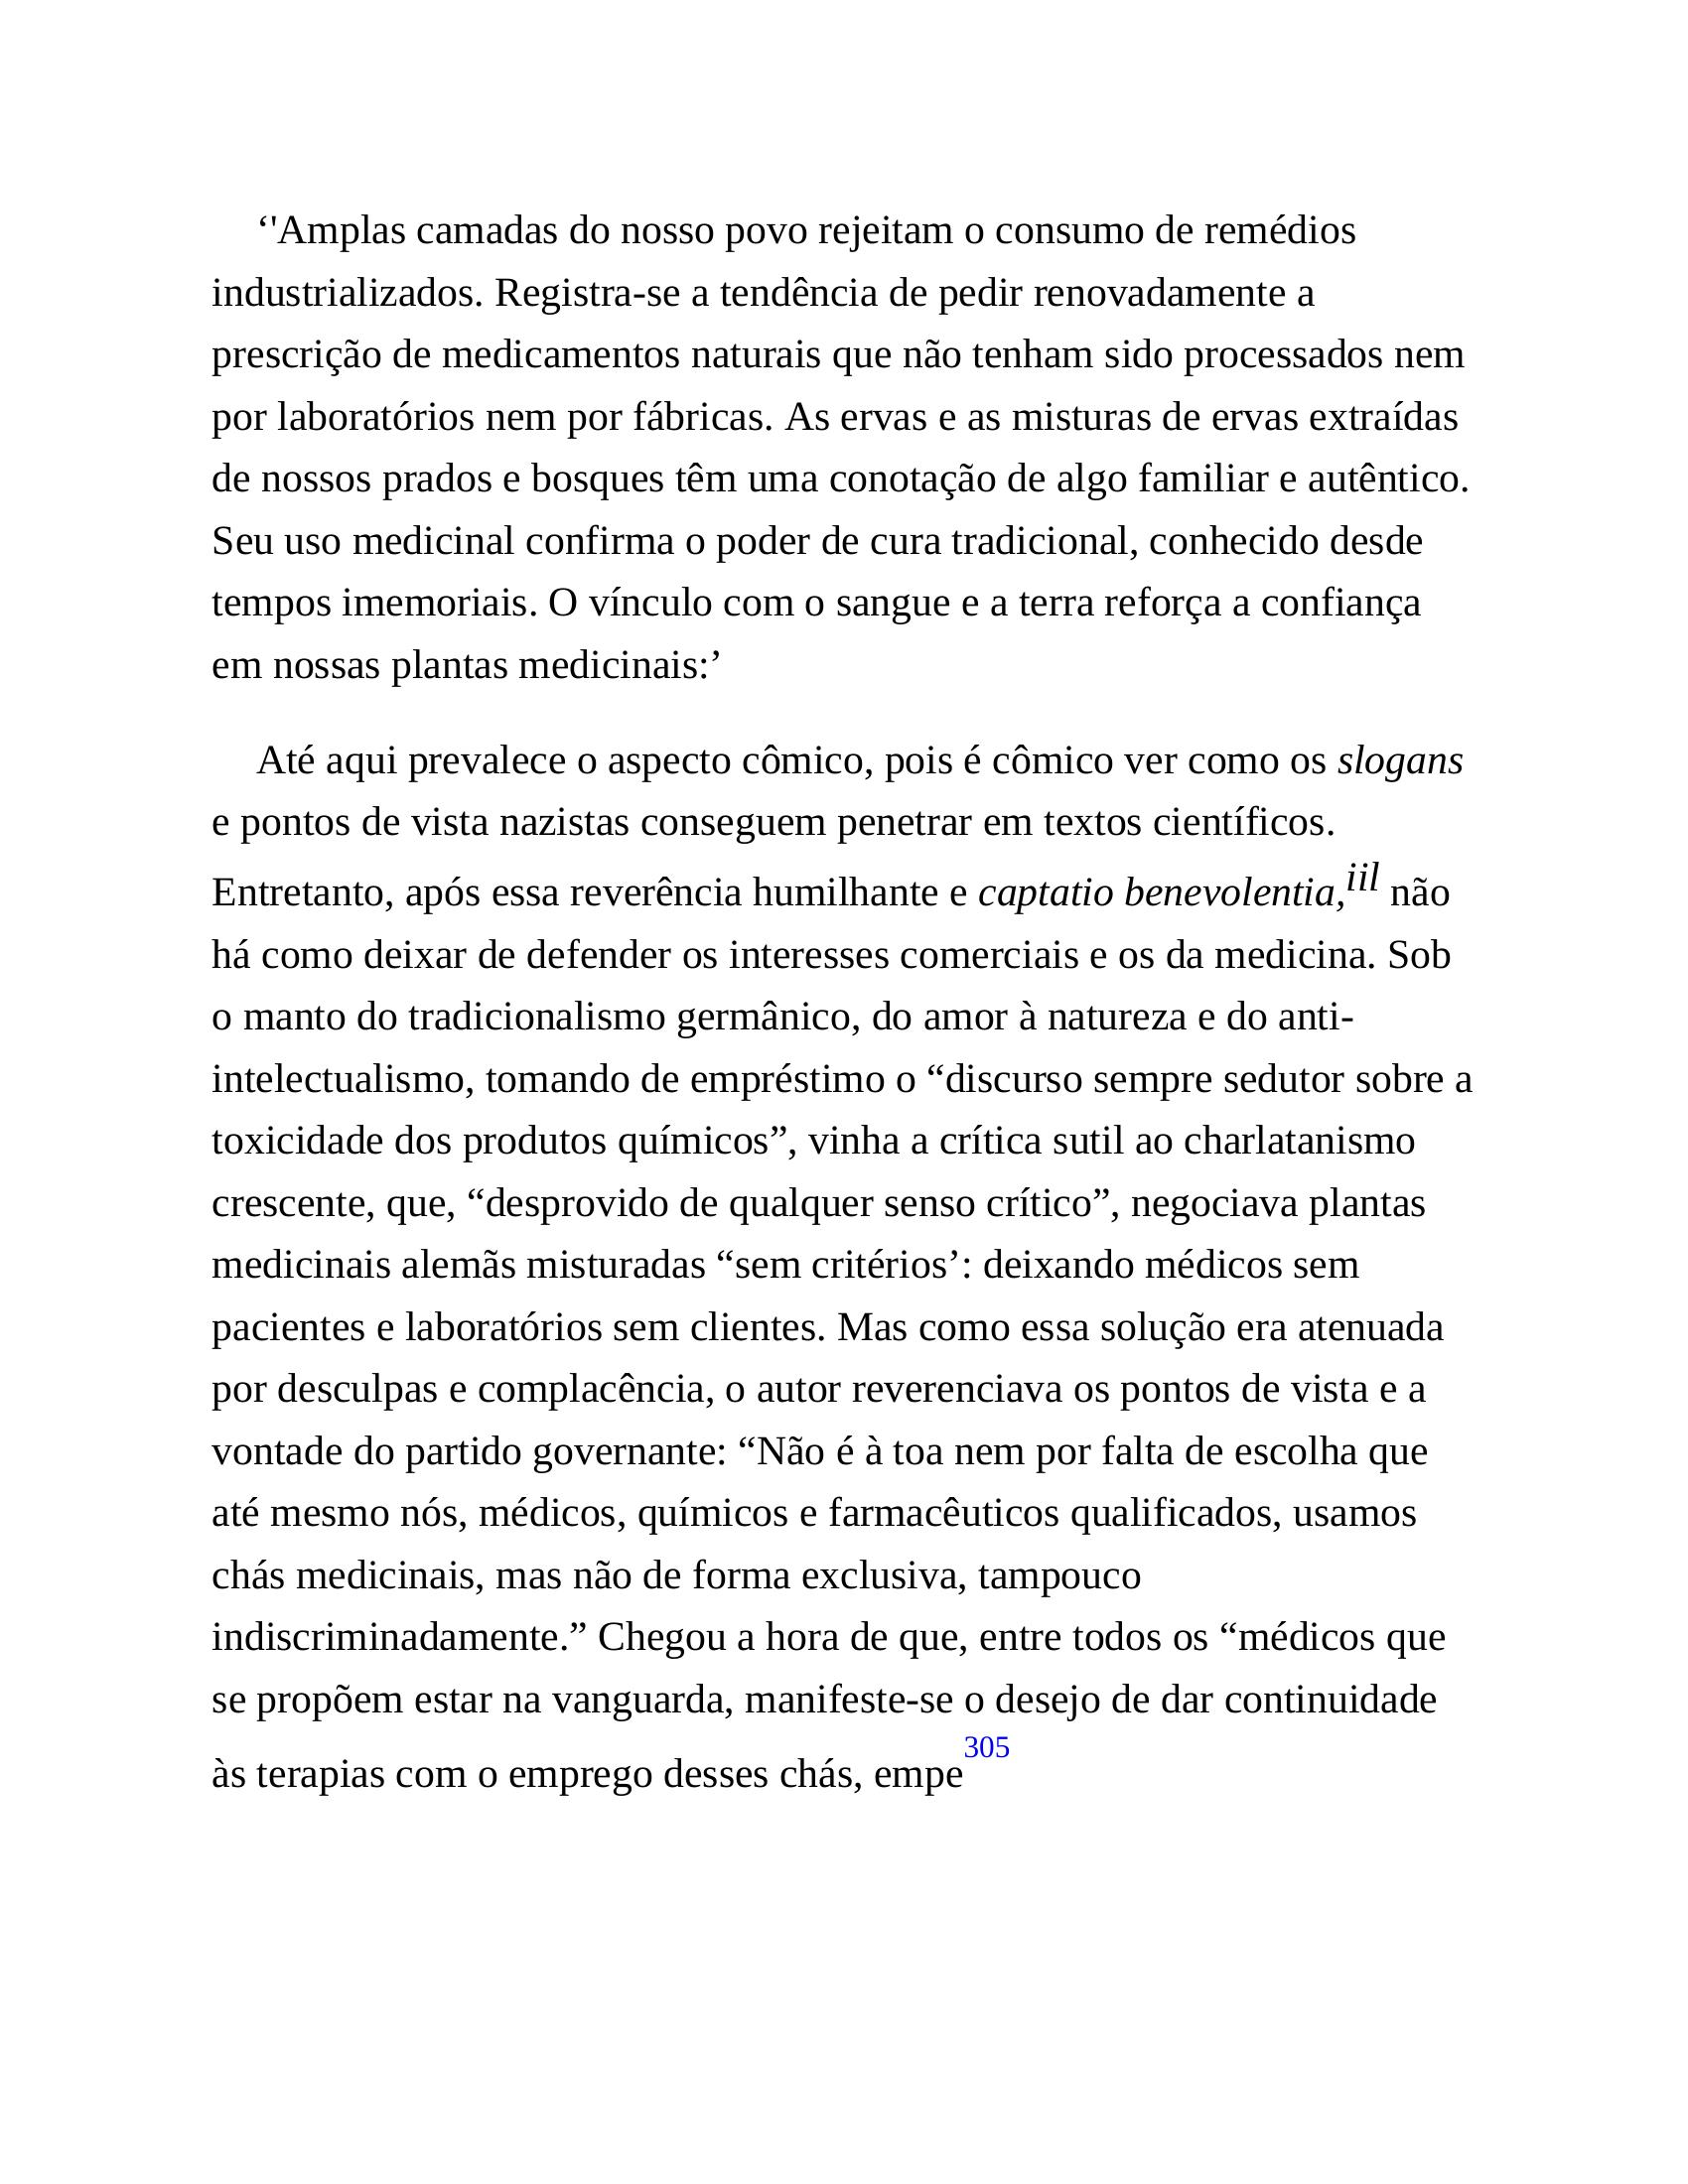 ‘'Amplas camadas do nosso povo rejeitam o consumo de remédios
industrializados. Registra-se a tendência de pedir renovadamente a
prescrição de medicamentos naturais que não tenham sido processados nem
por laboratórios nem por fábricas. As ervas e as misturas de ervas extraídas
de nossos prados e bosques têm uma conotação de algo familiar e autêntico.
Seu uso medicinal confirma o poder de cura tradicional, conhecido desde
tempos imemoriais. O vínculo com o sangue e a terra reforça a confiança
em nossas plantas medicinais:’
Até aqui prevalece o aspecto cômico, pois é cômico ver como os slogans
e pontos de vista nazistas conseguem penetrar em textos científicos.
Entretanto, após essa reverência humilhante e captatio benevolentia,iil não
há como deixar de defender os interesses comerciais e os da medicina. Sob
o manto do tradicionalismo germânico, do amor à natureza e do anti-
intelectualismo, tomando de empréstimo o “discurso sempre sedutor sobre a
toxicidade dos produtos químicos”, vinha a crítica sutil ao charlatanismo
crescente, que, “desprovido de qualquer senso crítico”, negociava plantas
medicinais alemãs misturadas “sem critérios’: deixando médicos sem
pacientes e laboratórios sem clientes. Mas como essa solução era atenuada
por desculpas e complacência, o autor reverenciava os pontos de vista e a
vontade do partido governante: “Não é à toa nem por falta de escolha que
até mesmo nós, médicos, químicos e farmacêuticos qualificados, usamos
chás medicinais, mas não de forma exclusiva, tampouco
indiscriminadamente.” Chegou a hora de que, entre todos os “médicos que
se propõem estar na vanguarda, manifeste-se o desejo de dar continuidade
às terapias com o emprego desses chás, empe305